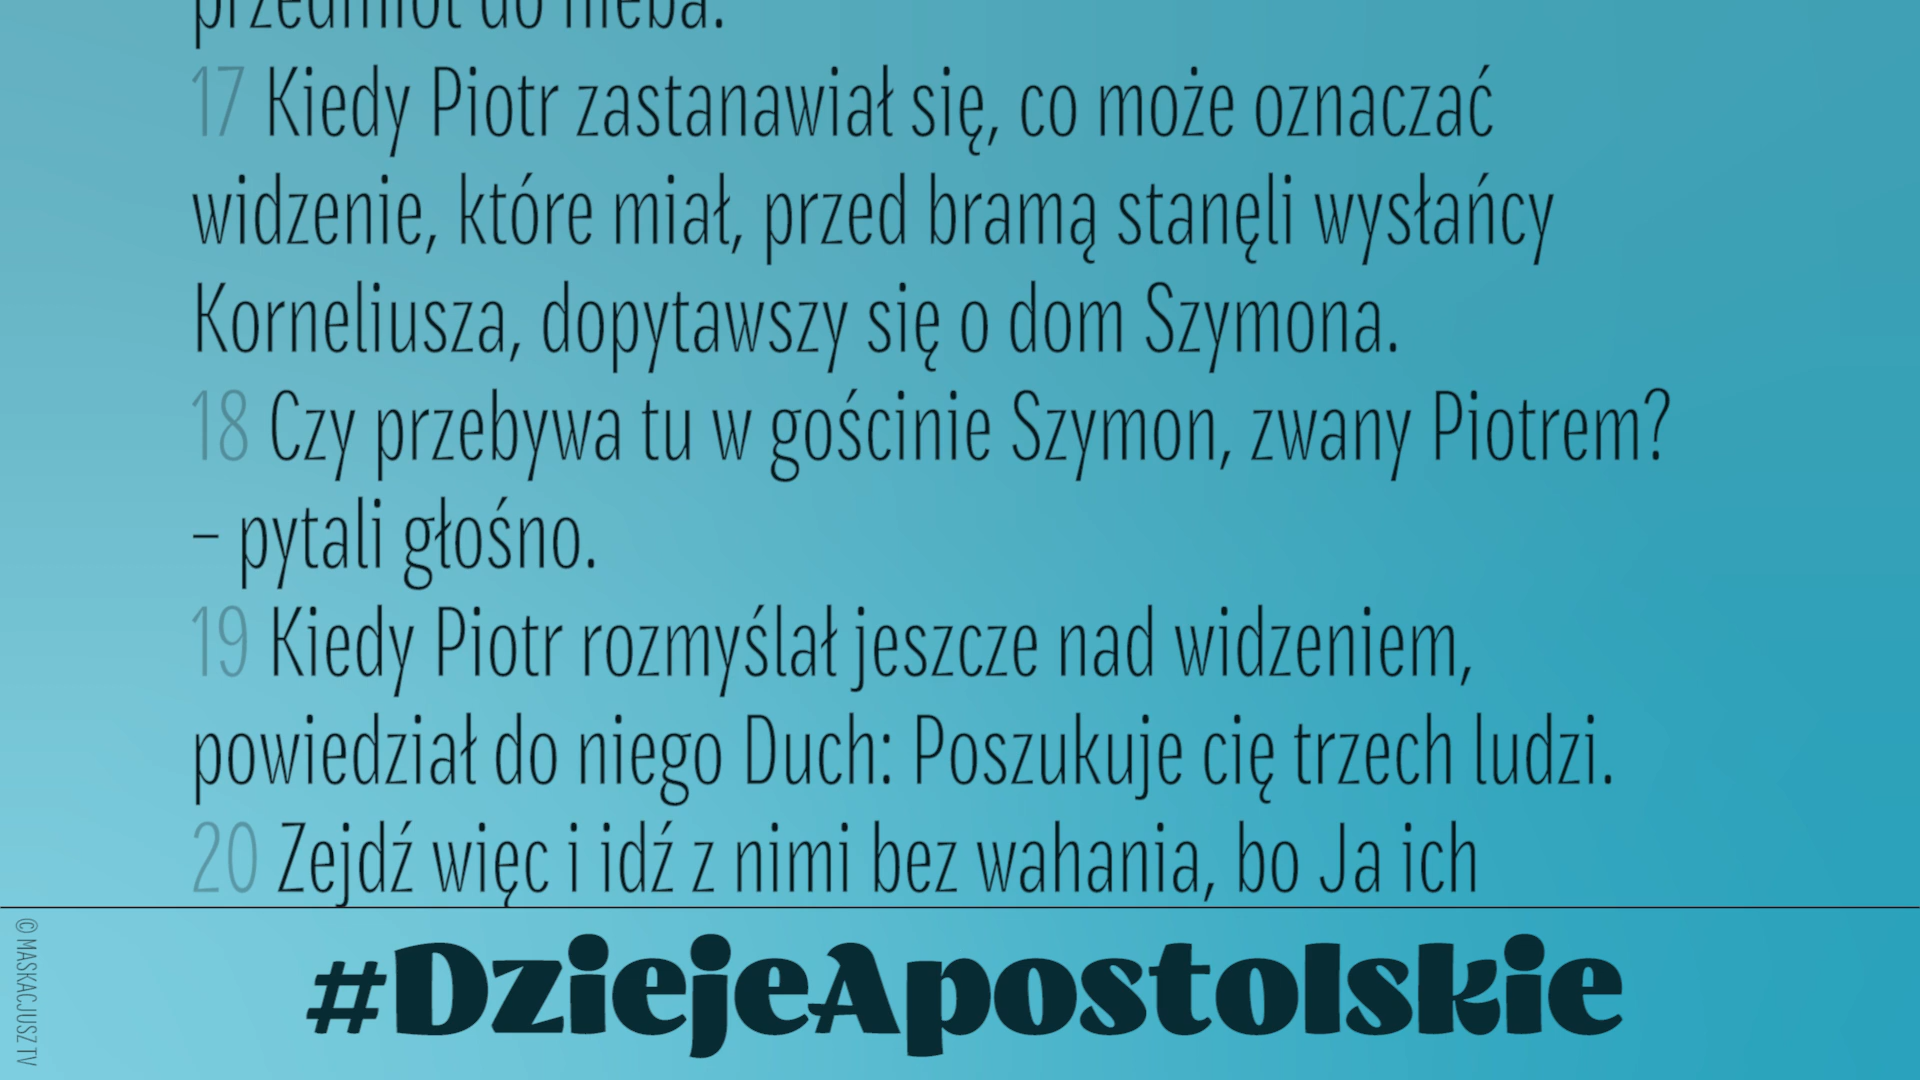 przedmiot do nieba.
17 Kiedy Piotr zastanawiał się, co może oznaczać
widzenie, które miał, przed bramą stanęli wysłańcy
Korneliusza, dopytawszy się o dom Szymona.
18 Czy przebywa tu w gościnie Szymon, zwany Piotrem?
– pytali głośno.
19 Kiedy Piotr rozmyślał jeszcze nad widzeniem,
powiedział do niego Duch: Poszukuje cię trzech ludzi.
20 Zejdź więc i idź z nimi bez wahania, bo Ja ich
#DziejeApostolskie
© MASKACJUSZ TV